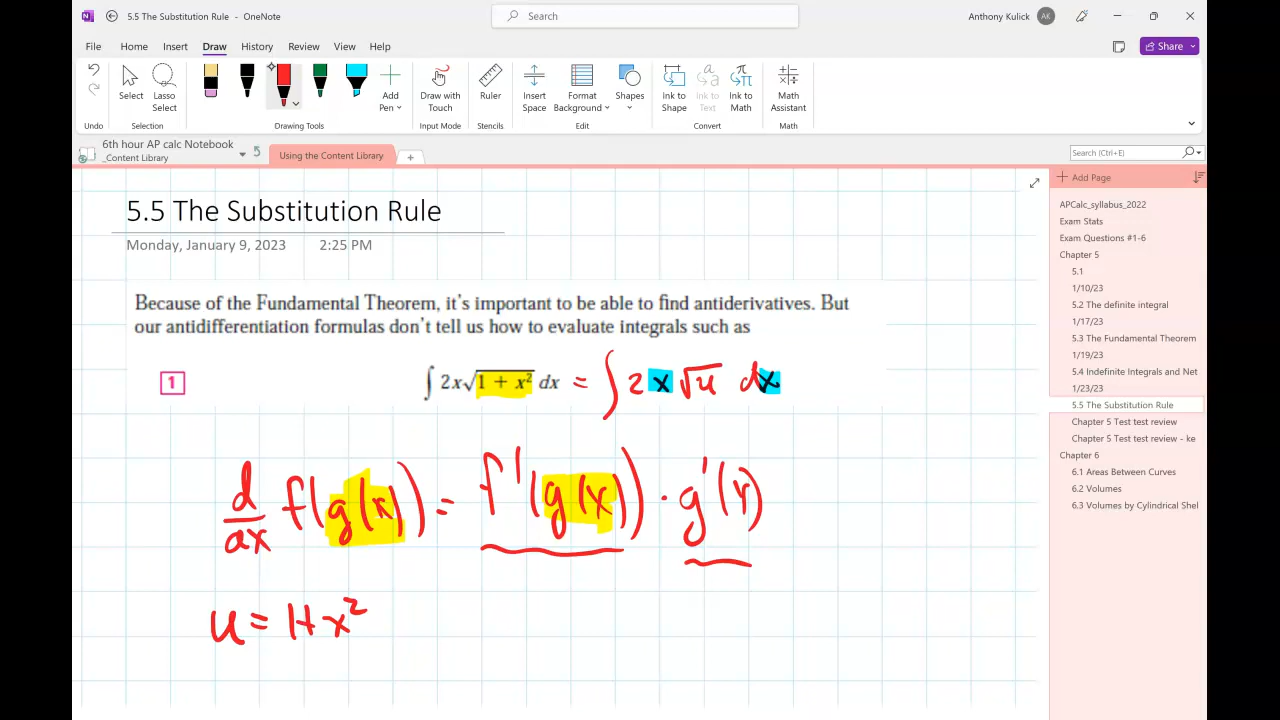 5.5 The Substitution Rule - OneNote
Search
Anthony Kulick AK
File Home Insert Draw History Review View Help
Share
Select
Lasso Select
Add Pen
Draw with Touch
Ruler
Insert Space
Format Background
Shapes
Ink to Shape
Ink to Text
Ink to Math
Math Assistant
Undo Selection Drawing Tools Input Mode Stencils Edit Convert Math
6th hour AP calc Notebook
_Content Library
Using the Content Library
Search (Ctrl+E)
5.5 The Substitution Rule
Monday, January 9, 2023 2:25 PM
Because of the Fundamental Theorem, it's important to be able to find antiderivatives. But
our antidifferentiation formulas don't tell us how to evaluate integrals such as
1 ∫ 2x√(1 + x²) dx = ∫ 2x √u dx
d/dx f(g(x)) = f'(g(x)) · g'(x)
u = 1+x²
Add Page
APCalc_syllabus_2022
Exam Stats
Exam Questions #1-6
Chapter 5
5.1
1/10/23
5.2 The definite integral
1/17/23
5.3 The Fundamental Theorem
1/19/23
5.4 Indefinite Integrals and Net
1/23/23
5.5 The Substitution Rule
Chapter 5 Test test review
Chapter 5 Test test review - ke
Chapter 6
6.1 Areas Between Curves
6.2 Volumes
6.3 Volumes by Cylindrical Shel